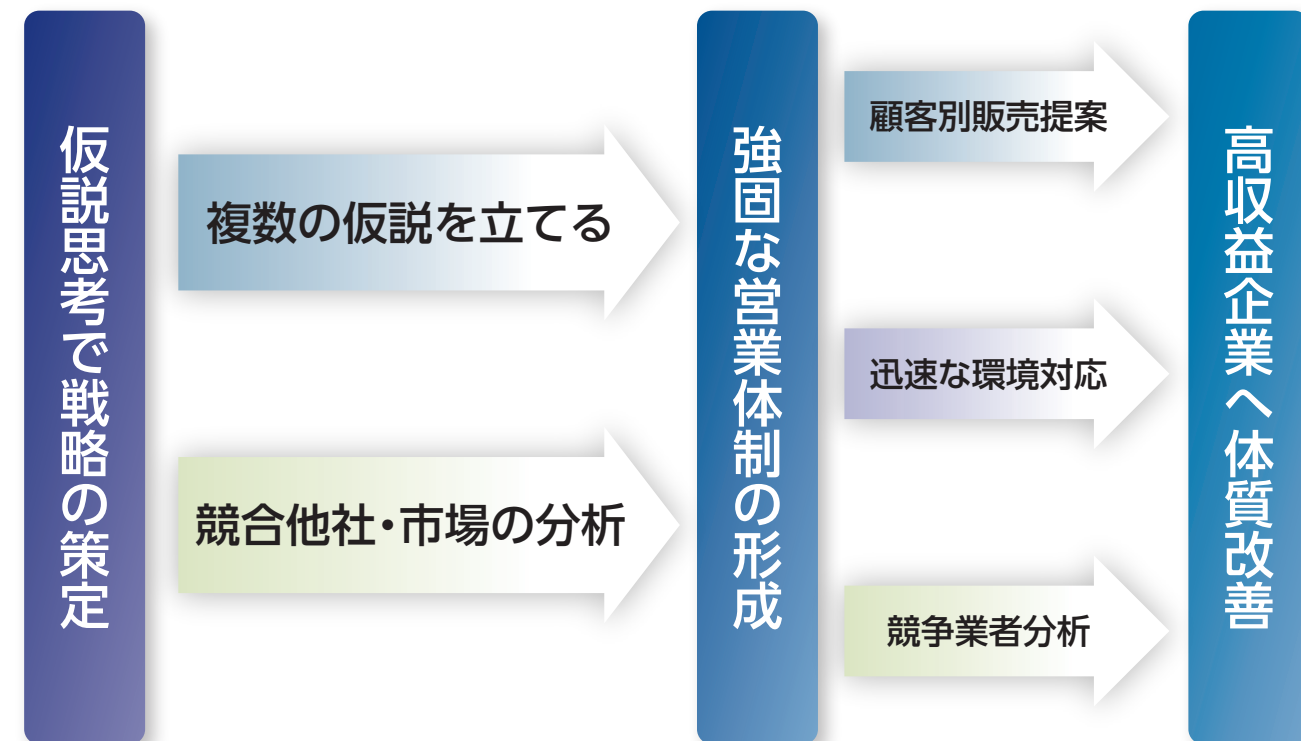 仮説思考で戦略の策定
複数の仮説を立てる
競合他社・市場の分析
強固な営業体制の形成
顧客別販売提案
迅速な環境対応
競争業者分析
高収益企業へ体質改善